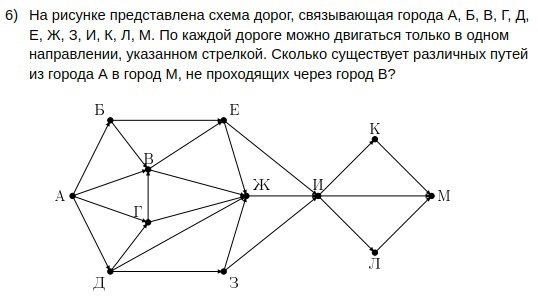 6) На рисунке представлена схема дорог, связывающая города А, Б, В, Г, Д,
Е, Ж, З, И, К, Л, М. По каждой дороге можно двигаться только в одном
направлении, указанном стрелкой. Сколько существует различных путей
из города А в город М, не проходящих через город В?
Б
Е
К
В
А
Ж
И
М
Г
Д
З
Л